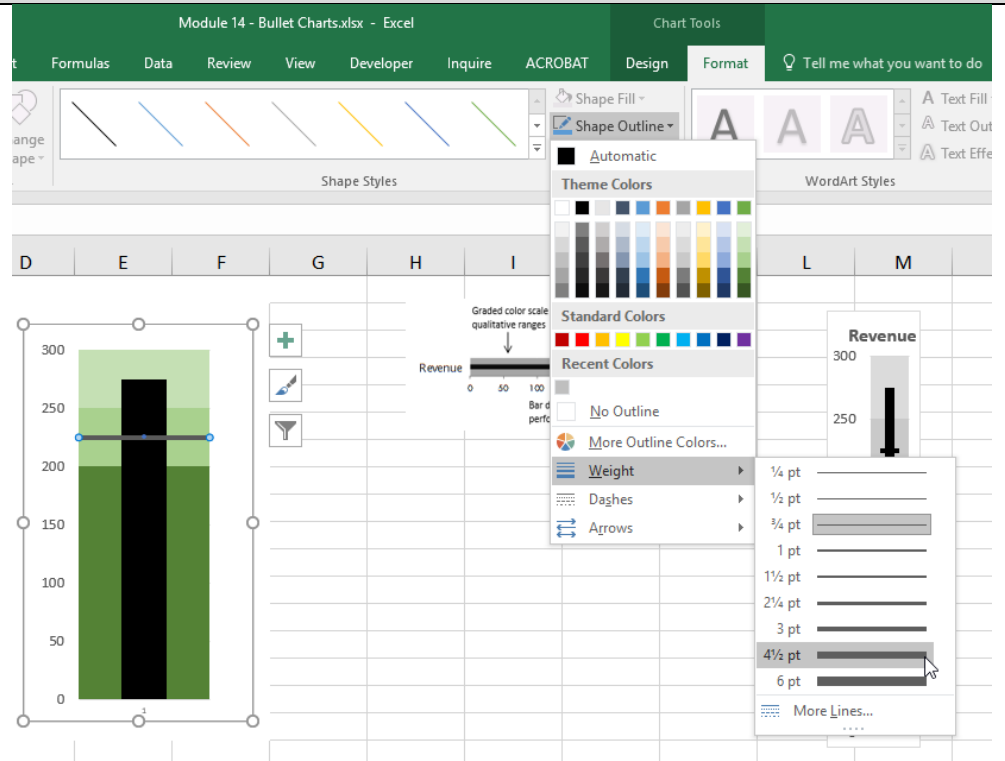 Module 14 - Bullet Charts.xlsx - Excel
Chart Tools
Formulas Data Review View Developer Inquire ACROBAT Design Format Tell me what you want to do
Shape Fill
Shape Outline
Shape Styles
A A A
WordArt Styles
A Text Fill
A Text Out
A Text Effe
ange
ape
Automatic
Theme Colors
Standard Colors
Recent Colors
No Outline
More Outline Colors...
Weight
Dashes
Arrows
¼ pt
½ pt
¾ pt
1 pt
1½ pt
2¼ pt
3 pt
4½ pt
6 pt
More Lines...
D E F G H I L M
300
250
200
150
100
50
0
1
Graded color scale
qualitative ranges
Revenue
0 50 100
Bar d
perfo
Revenue
300
250